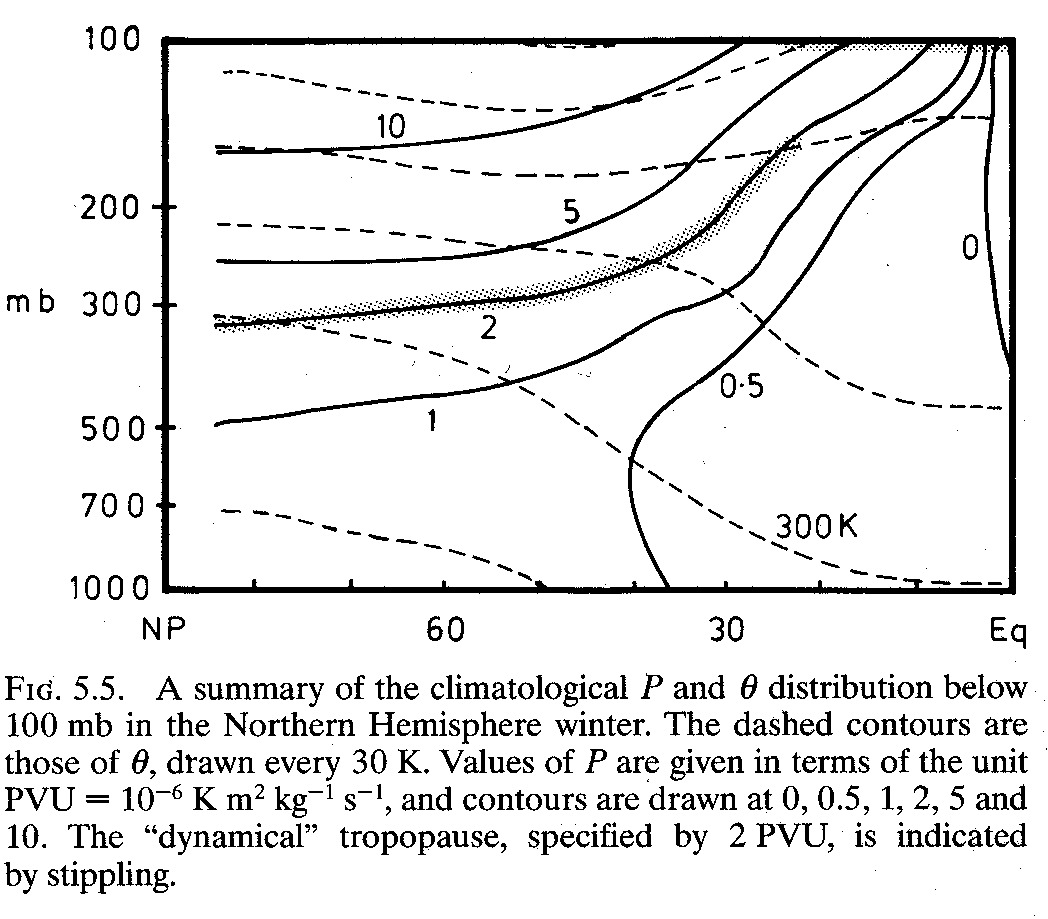 100
10
200
5
0
mb 300
2
0·5
1
500
700
300K
1000
NP 60 30 Eq
FIG. 5.5. A summary of the climatological P and θ distribution below
100 mb in the Northern Hemisphere winter. The dashed contours are
those of θ, drawn every 30 K. Values of P are given in terms of the unit
PVU = 10⁻⁶ K m² kg⁻¹ s⁻¹, and contours are drawn at 0, 0.5, 1, 2, 5 and
10. The “dynamical” tropopause, specified by 2 PVU, is indicated
by stippling.